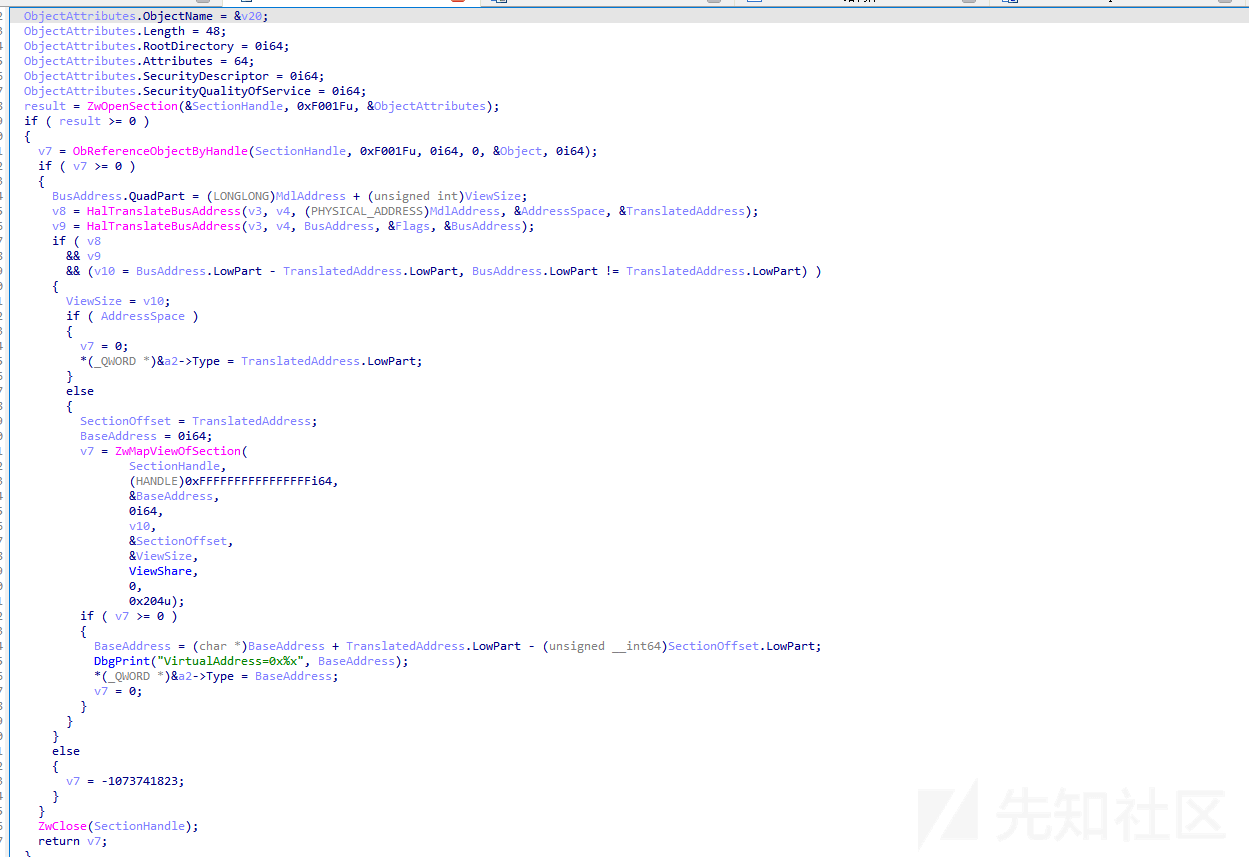 ObjectAttributes.ObjectName = &v20;
ObjectAttributes.Length = 48;
ObjectAttributes.RootDirectory = 0i64;
ObjectAttributes.Attributes = 64;
ObjectAttributes.SecurityDescriptor = 0i64;
ObjectAttributes.SecurityQualityOfService = 0i64;
result = ZwOpenSection(&SectionHandle, 0xF001Fu, &ObjectAttributes);
if ( result >= 0 )
{
v7 = ObReferenceObjectByHandle(SectionHandle, 0xF001Fu, 0i64, 0, &Object, 0i64);
if ( v7 >= 0 )
{
BusAddress.QuadPart = (LONGLONG)MdlAddress + (unsigned int)ViewSize;
v8 = HalTranslateBusAddress(v3, v4, (PHYSICAL_ADDRESS)MdlAddress, &AddressSpace, &TranslatedAddress);
v9 = HalTranslateBusAddress(v3, v4, BusAddress, &Flags, &BusAddress);
if ( v8
&& v9
&& (v10 = BusAddress.LowPart - TranslatedAddress.LowPart, BusAddress.LowPart != TranslatedAddress.LowPart) )
{
ViewSize = v10;
if ( AddressSpace )
{
v7 = 0;
*(_QWORD *)&a2->Type = TranslatedAddress.LowPart;
}
else
{
SectionOffset = TranslatedAddress;
BaseAddress = 0i64;
v7 = ZwMapViewOfSection(
SectionHandle,
(HANDLE)0xFFFFFFFFFFFFFFFFi64,
&BaseAddress,
0i64,
v10,
&SectionOffset,
&ViewSize,
ViewShare,
0,
0x204u);
if ( v7 >= 0 )
{
BaseAddress = (char *)BaseAddress + TranslatedAddress.LowPart - (unsigned __int64)SectionOffset.LowPart;
DbgPrint("VirtualAddress=0x%x", BaseAddress);
*(_QWORD *)&a2->Type = BaseAddress;
v7 = 0;
}
}
}
else
{
v7 = -1073741823;
}
}
ZwClose(SectionHandle);
return v7;
}
先知社区